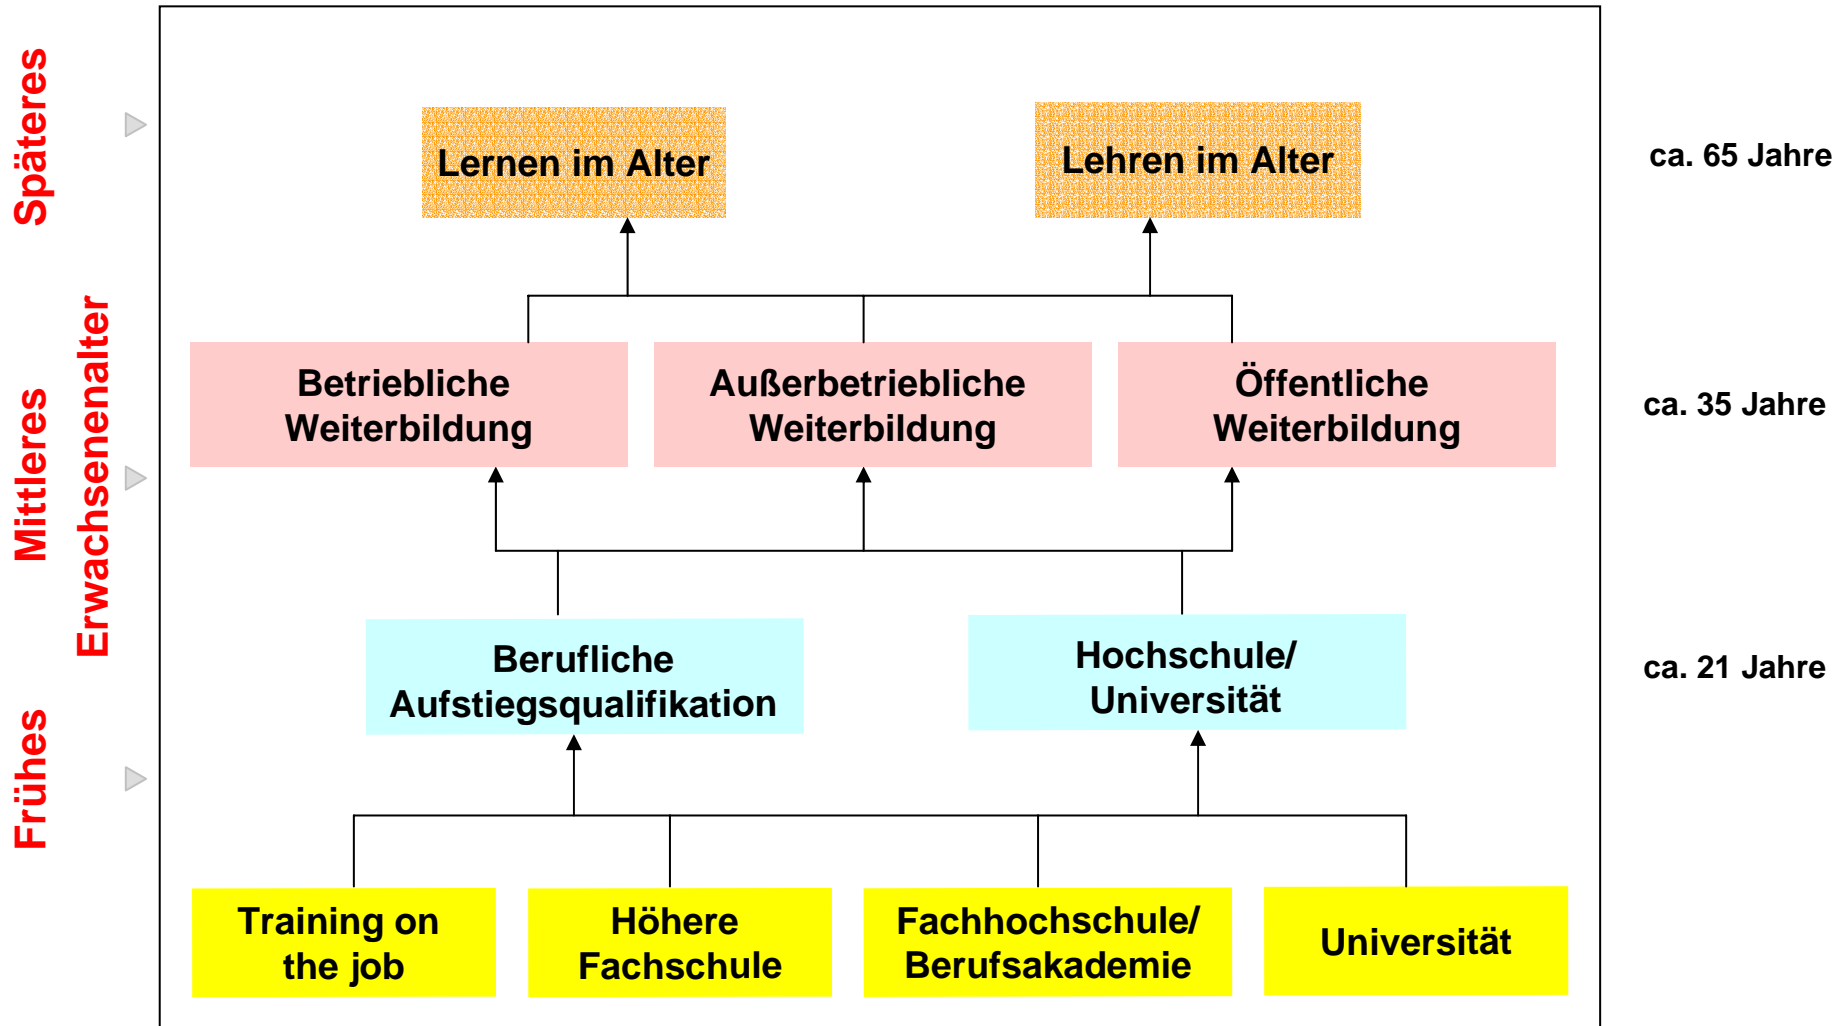 Späteres
Lernen im Alter
Lehren im Alter
ca. 65 Jahre
Mittleres
Erwachsenenalter
Betriebliche
Weiterbildung
Außerbetriebliche
Weiterbildung
Öffentliche
Weiterbildung
ca. 35 Jahre
Berufliche
Aufstiegsqualifikation
Hochschule/
Universität
ca. 21 Jahre
Frühes
Training on
the job
Höhere
Fachschule
Fachhochschule/
Berufsakademie
Universität